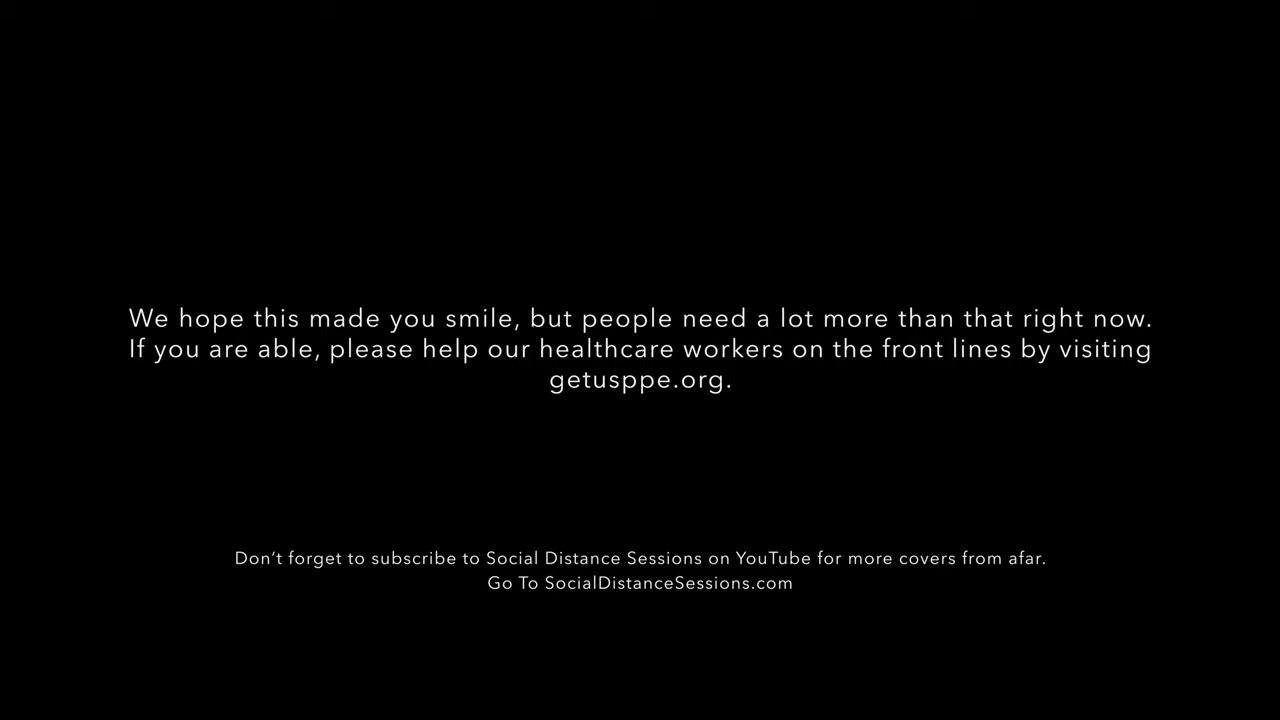 We hope this made you smile, but people need a lot more than that right now.
If you are able, please help our healthcare workers on the front lines by visiting
getusppe.org.
Don’t forget to subscribe to Social Distance Sessions on YouTube for more covers from afar.
Go To SocialDistanceSessions.com